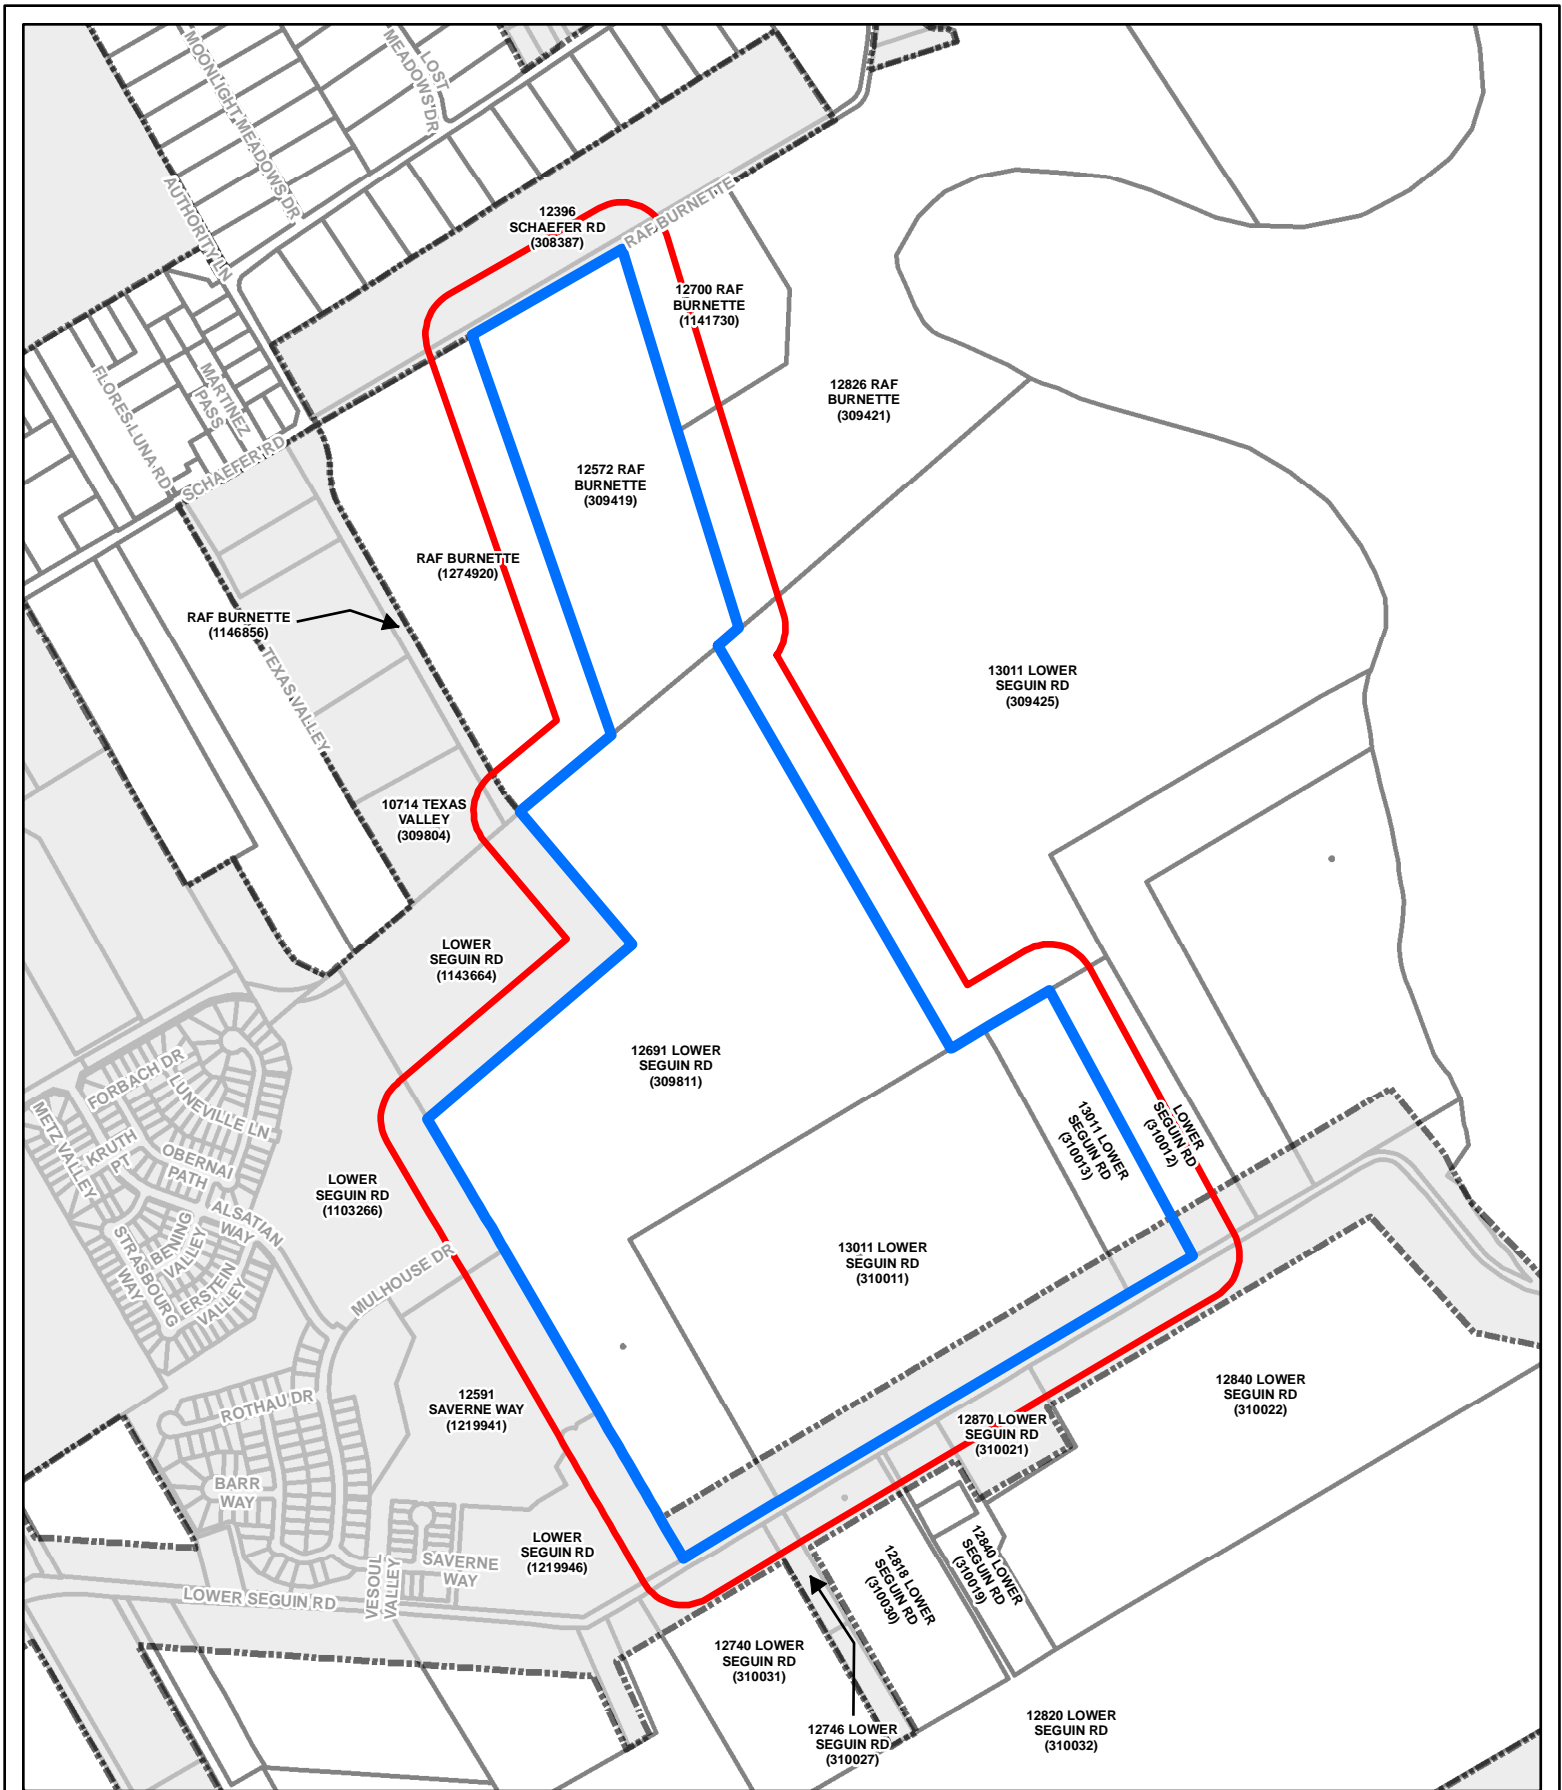 MOONLIGHT MEADOWS DR
LOST
MEADOWS DR
AUTHORITY LN
12396
SCHAEFER RD
(308387)
RAF BURNETTE
12700 RAF
BURNETTE
(1141730)
12826 RAF
BURNETTE
(309421)
FLORES LUNA RD
MARTINEZ
PASS
SCHAEFER RD
12572 RAF
BURNETTE
(309419)
RAF BURNETTE
(1274920)
RAF BURNETTE
(1146856)
TEXAS VALLEY
13011 LOWER
SEGUIN RD
(309425)
10714 TEXAS
VALLEY
(309804)
LOWER
SEGUIN RD
(1143664)
12691 LOWER
SEGUIN RD
(309811)
FORBACH DR
LUNEVILLE LN
METZ VALLEY
KRUTH
PT
OBERNAI
PATH
LOWER
SEGUIN RD
(1103266)
ALSATIAN
WAY
BENING
VALLEY
STRASBOURG
WAY
ERSTEIN
VALLEY
MULHOUSE DR
13011 LOWER
SEGUIN RD
(310013)
LOWER
SEGUIN RD
(310012)
13011 LOWER
SEGUIN RD
(310011)
12840 LOWER
SEGUIN RD
(310022)
12591
SAVERNE WAY
(1219941)
ROTHAU DR
12870 LOWER
SEGUIN RD
(310021)
BARR
WAY
LOWER
SEGUIN RD
(1219946)
SAVERNE
WAY
VESOUL
VALLEY
LOWER SEGUIN RD
12818 LOWER
SEGUIN RD
(310030)
12840 LOWER
SEGUIN RD
(310019)
12740 LOWER
SEGUIN RD
(310031)
12746 LOWER
SEGUIN RD
(310027)
12820 LOWER
SEGUIN RD
(310032)